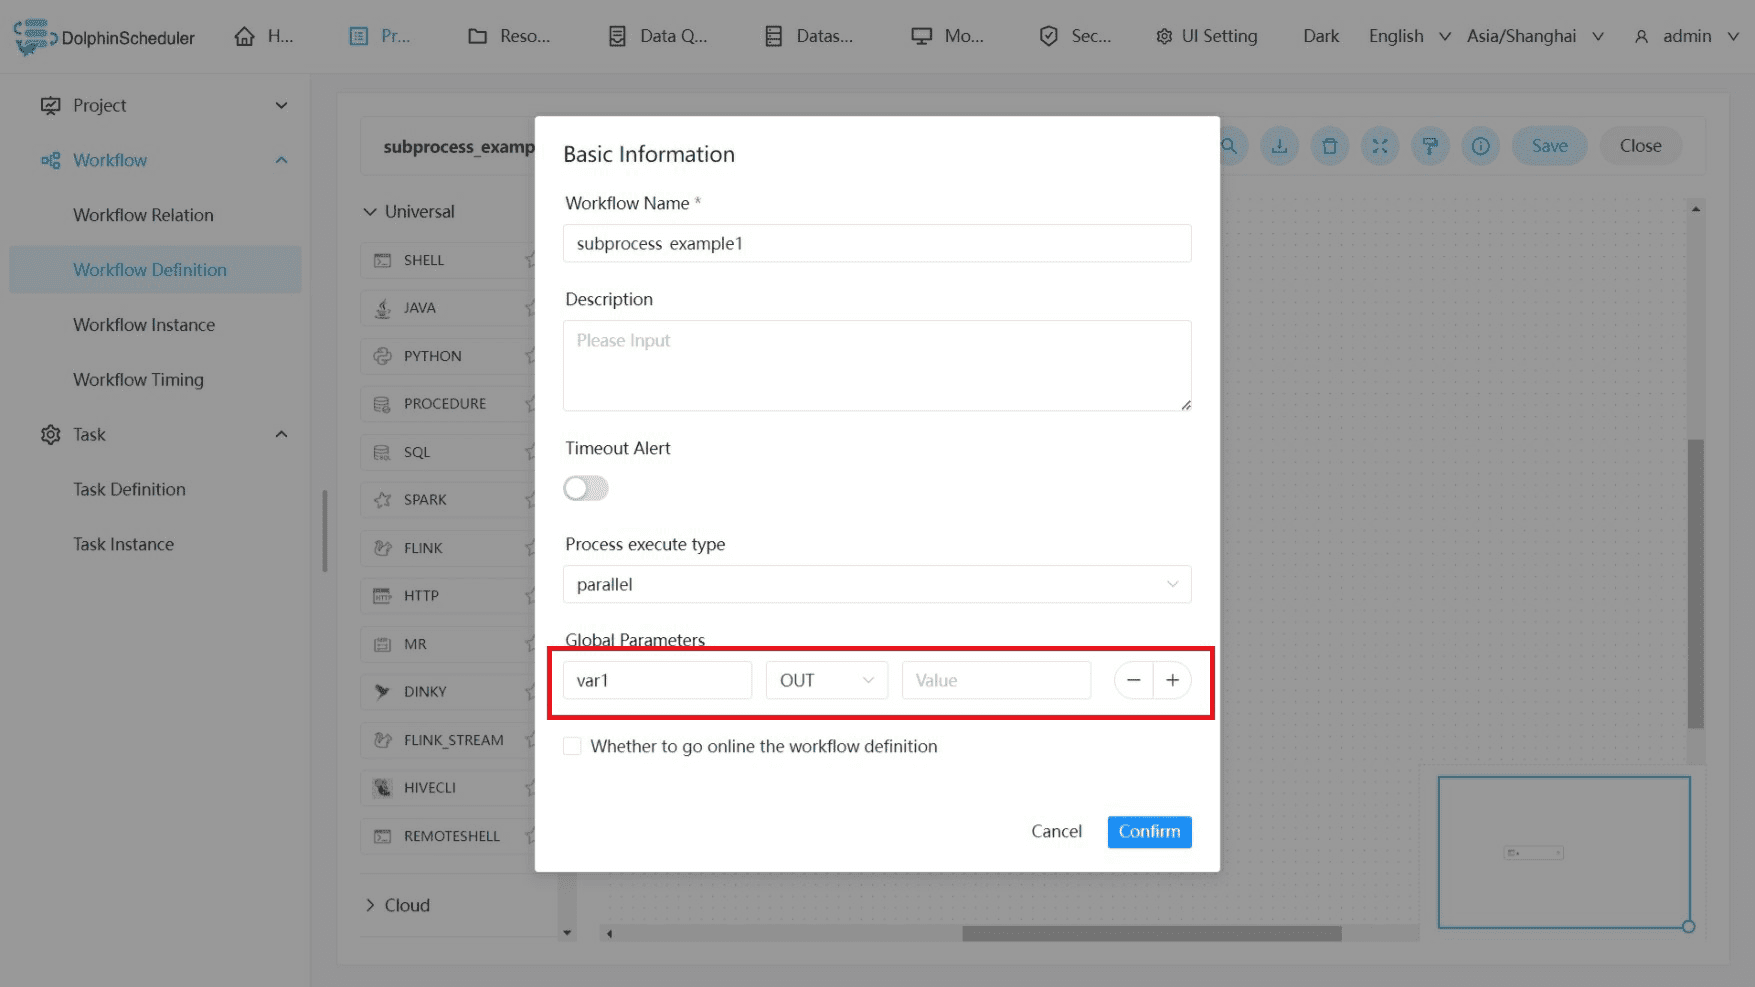 DolphinScheduler
H...
Pr...
Reso...
Data Q...
Datas...
Mo...
Sec...
UI Setting
Dark
English
Asia/Shanghai
admin
Project
Workflow
Workflow Relation
Workflow Definition
Workflow Instance
Workflow Timing
Task
Task Definition
Task Instance
subprocess_examp
Save
Close
Universal
SHELL
JAVA
PYTHON
PROCEDURE
SQL
SPARK
FLINK
HTTP
MR
DINKY
FLINK_STREAM
HIVECLI
REMOTESHELL
Cloud
Basic Information
Workflow Name *
subprocess_example1
Description
Please Input
Timeout Alert
Process execute type
parallel
Global Parameters
var1
OUT
Value
Whether to go online the workflow definition
Cancel
Confirm